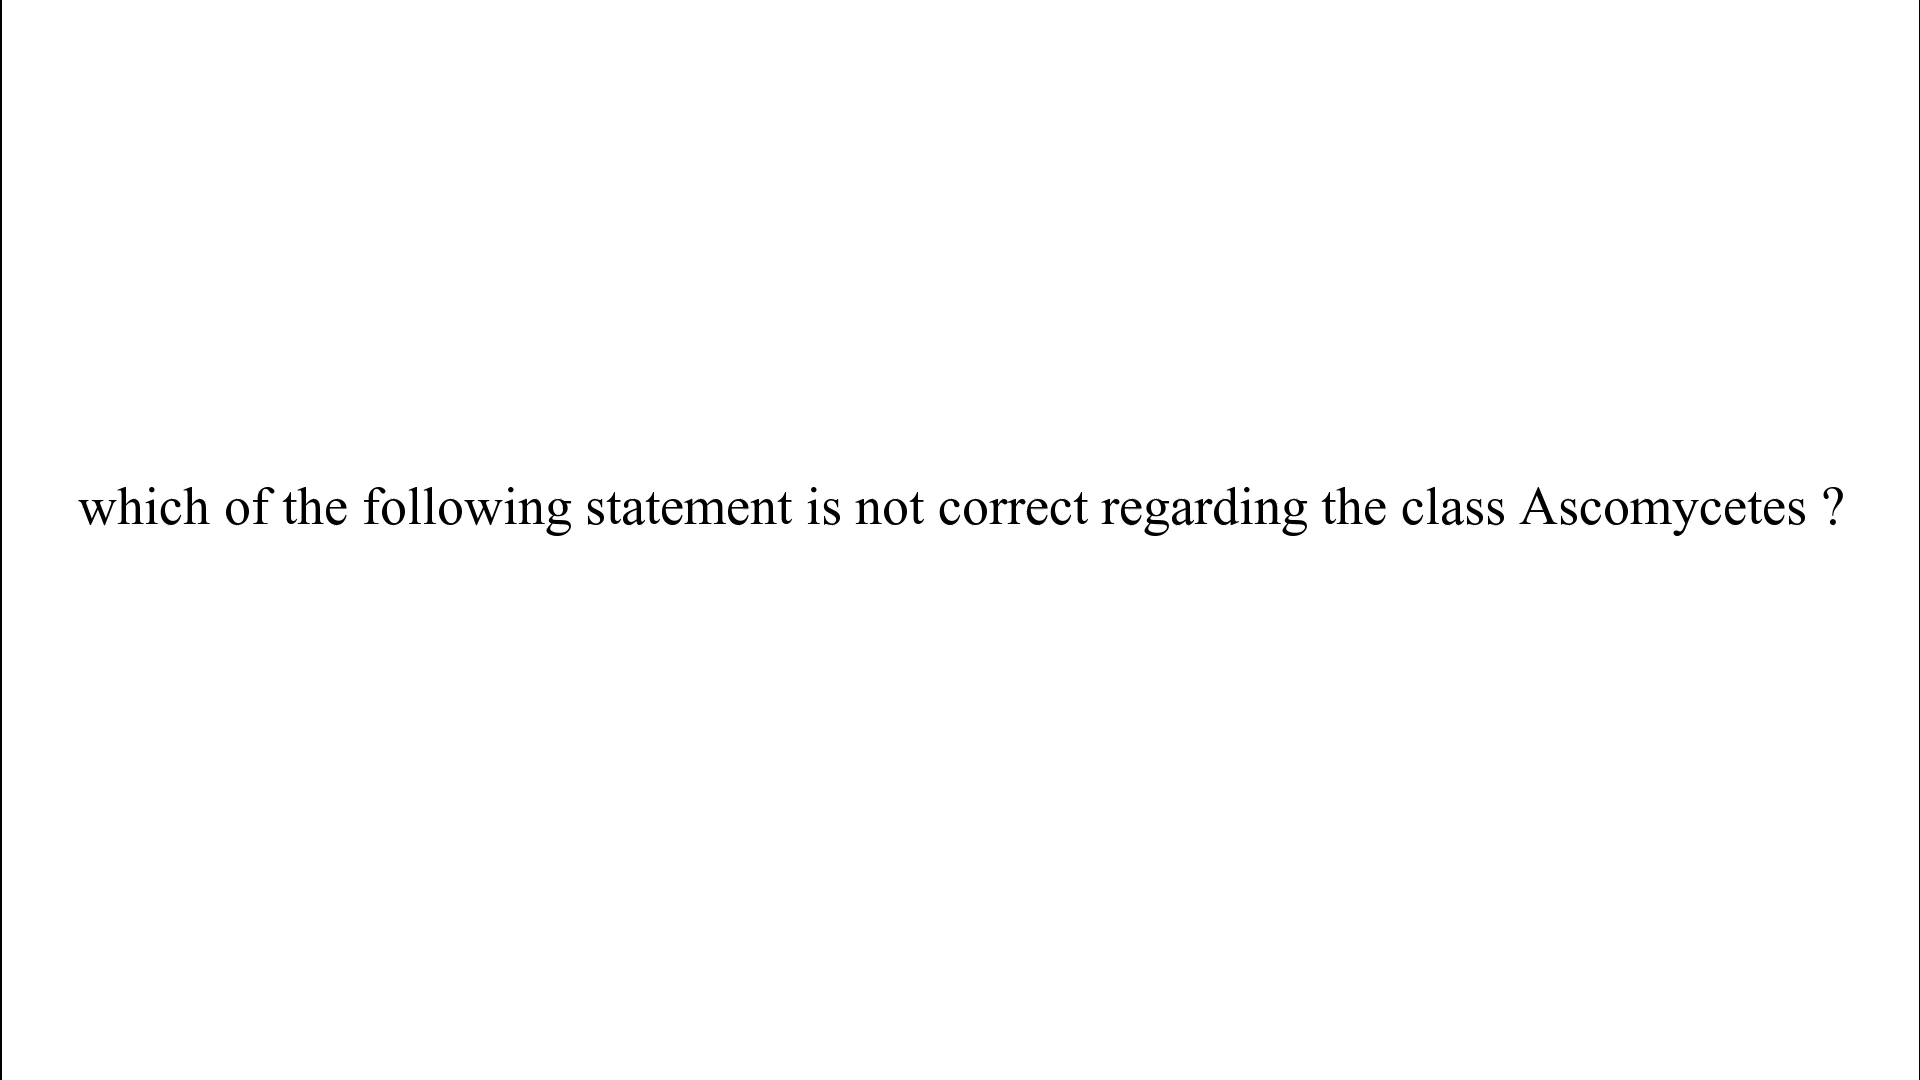 which of the following statement is not correct regarding the class Ascomycetes ?